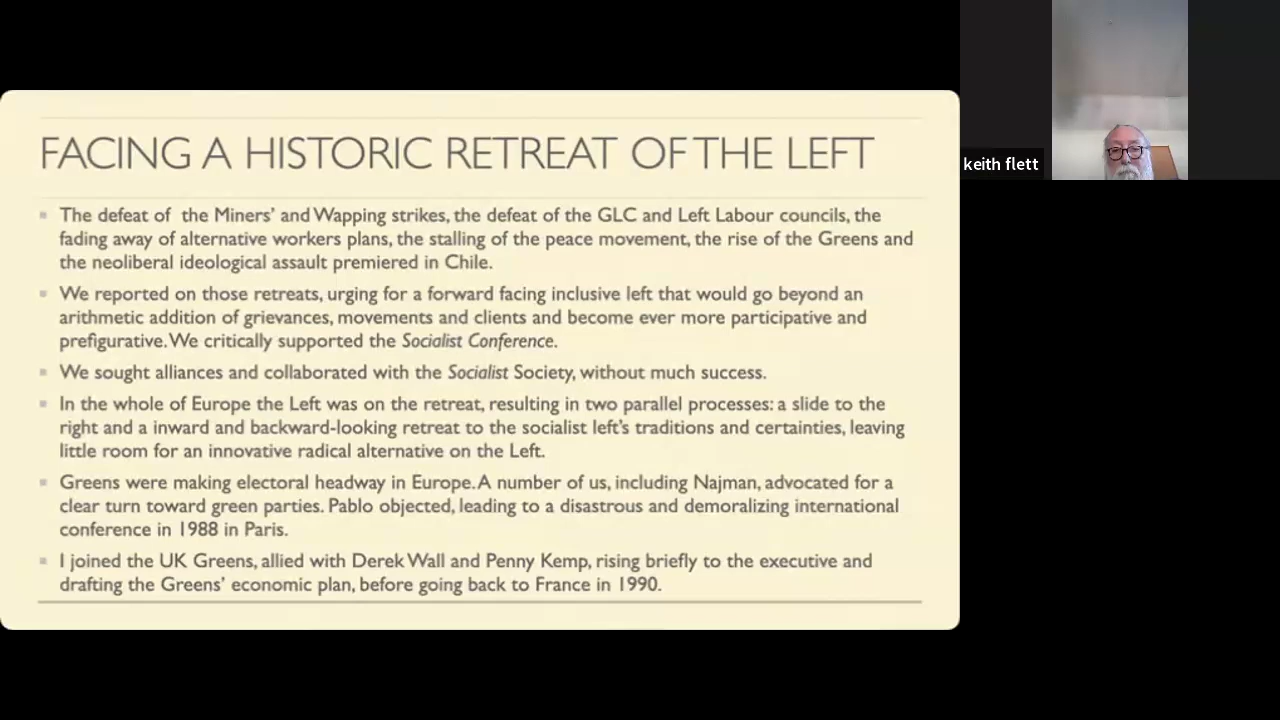 FACING A HISTORIC RETREAT OF THE LEFT
The defeat of the Miners' and Wapping strikes, the defeat of the GLC and Left Labour councils, the
fading away of alternative workers plans, the stalling of the peace movement, the rise of the Greens and
the neoliberal ideological assault premiered in Chile.
We reported on those retreats, urging for a forward facing inclusive left that would go beyond an
arithmetic addition of grievances, movements and clients and become ever more participative and
prefigurative. We critically supported the Socialist Conference.
We sought alliances and collaborated with the Socialist Society, without much success.
In the whole of Europe the Left was on the retreat, resulting in two parallel processes: a slide to the
right and a inward and backward-looking retreat to the socialist left's traditions and certainties, leaving
little room for an innovative radical alternative on the Left.
Greens were making electoral headway in Europe. A number of us, including Najman, advocated for a
clear turn toward green parties. Pablo objected, leading to a disastrous and demoralizing international
conference in 1988 in Paris.
I joined the UK Greens, allied with Derek Wall and Penny Kemp, rising briefly to the executive and
drafting the Greens' economic plan, before going back to France in 1990.
keith flett